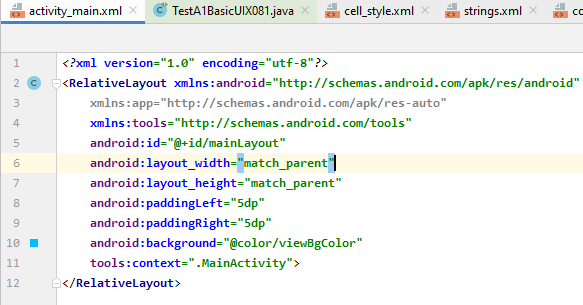 activity_main.xml TestA1BasicUIX081.java cell_style.xml strings.xml co
1 <?xml version="1.0" encoding="utf-8"?>
2 <RelativeLayout xmlns:android="http://schemas.android.com/apk/res/android"
3 xmlns:app="http://schemas.android.com/apk/res-auto"
4 xmlns:tools="http://schemas.android.com/tools"
5 android:id="@+id/mainLayout"
6 android:layout_width="match_parent"
7 android:layout_height="match_parent"
8 android:paddingLeft="5dp"
9 android:paddingRight="5dp"
10 android:background="@color/viewBgColor"
11 tools:context=".MainActivity">
12 </RelativeLayout>